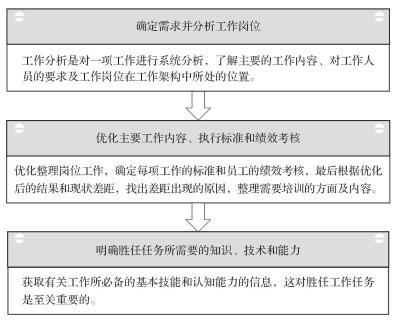 确定需求并分析工作岗位
工作分析是对一项工作进行系统分析，了解主要的工作内容、对工作人
员的要求及工作岗位在工作架构中所处的位置。
优化主要工作内容、执行标准和绩效考核
优化整理岗位工作，确定每项工作的标准和员工的绩效考核，最后根据优化
后的结果和现状差距，找出差距出现的原因，整理需要培训的方面及内容。
明确胜任任务所需要的知识、技术和能力
获取有关工作所必备的基本技能和认知能力的信息，这对胜任工作任务
是至关重要的。